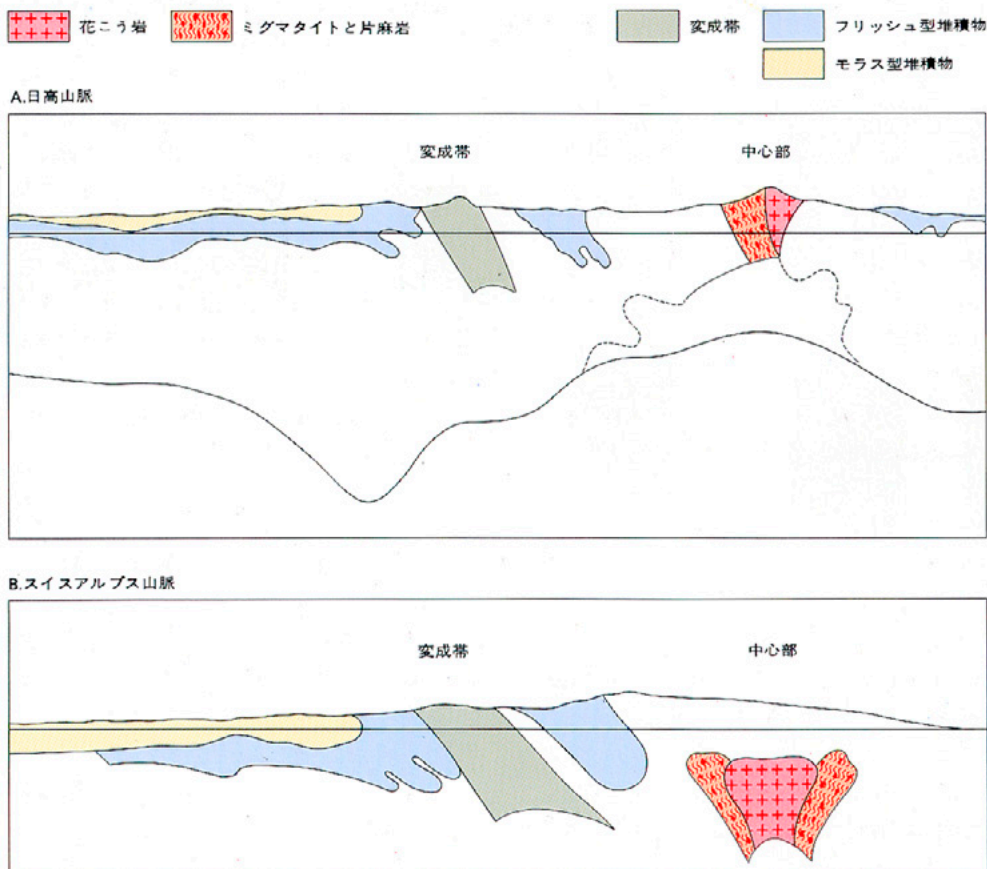 花こう岩
ミグマタイトと片麻岩
変成帯
フリッシュ型堆積物
モラス型堆積物
A.日高山脈
変成帯
中心部
B.スイスアルプス山脈
変成帯
中心部